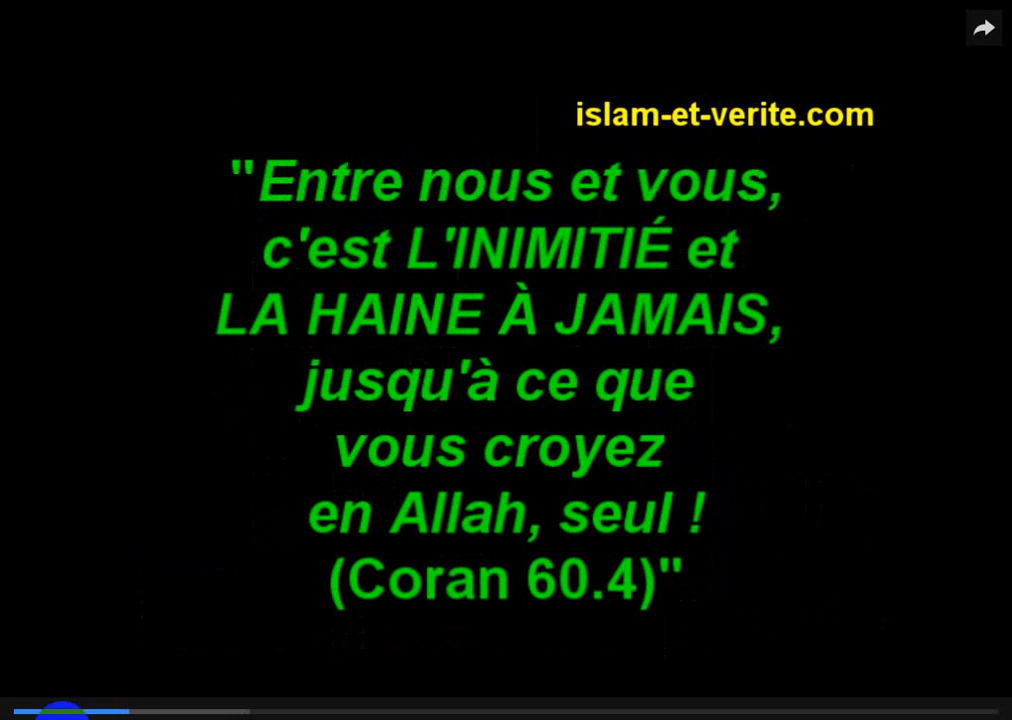 islam-et-verite.com
"Entre nous et vous,
c'est L'INIMITIÉ et
LA HAINE À JAMAIS,
jusqu'à ce que
vous croyez
en Allah, seul !
(Coran 60.4)"